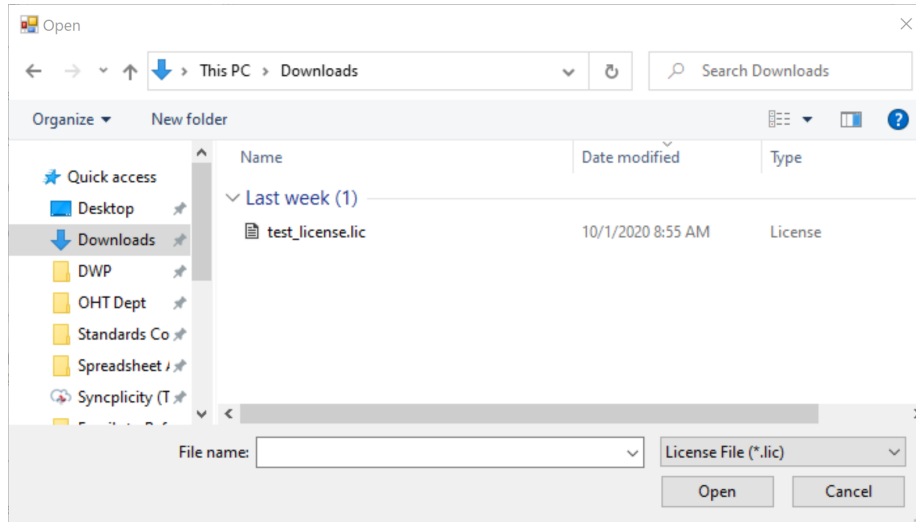 Open
This PC > Downloads
Search Downloads
Organize
New folder
Name
Date modified
Type
Quick access
Desktop
Downloads
DWP
OHT Dept
Standards Co
Spreadsheet
Syncplicity (T
Last week (1)
test_license.lic
10/1/2020 8:55 AM
License
File name:
License File (*.lic)
Open
Cancel